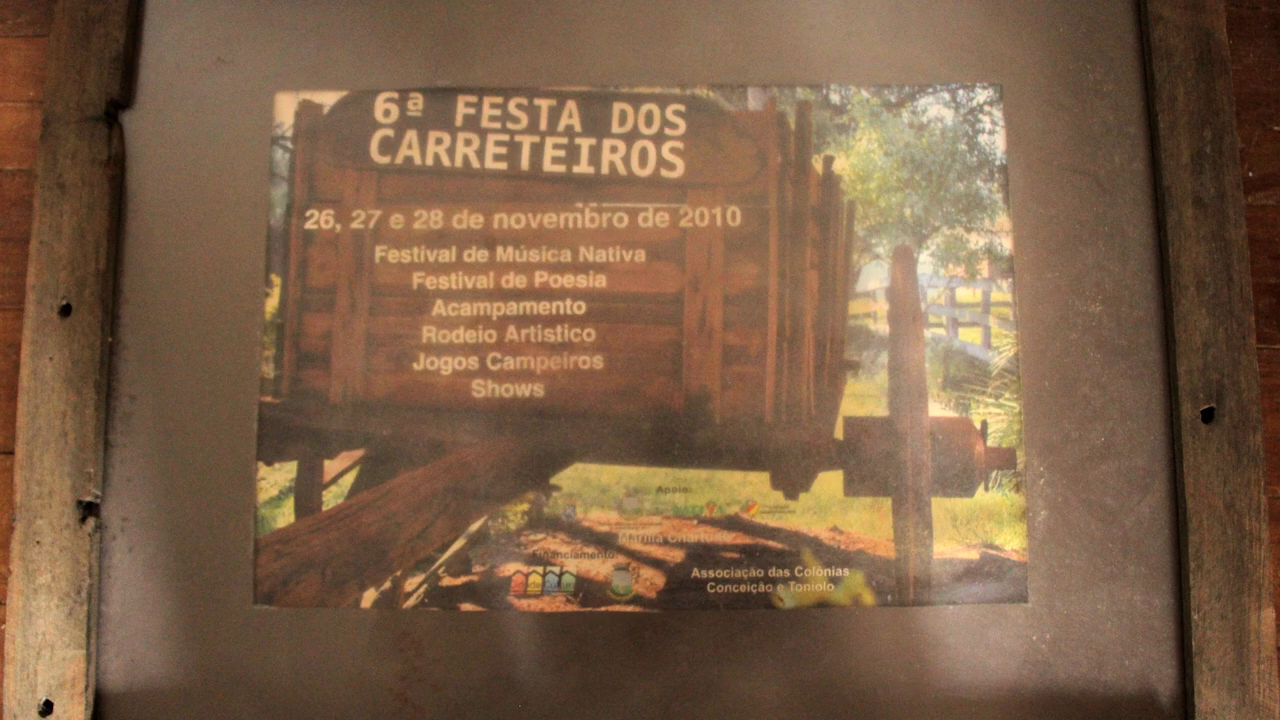 6ª FESTA DOS
CARRETEIROS
26, 27 e 28 de novembro de 2010
Festival de Música Nativa
Festival de Poesia
Acampamento
Rodeio Artistico
Jogos Campeiros
Shows
Apoio:
Financiamento
Associação das Colônias
Conceição e Toniolo